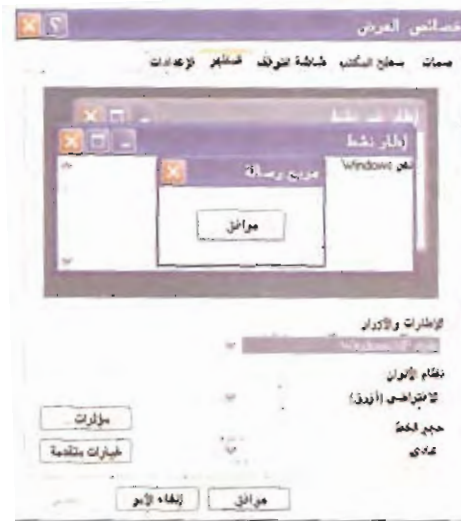 خصائص العرض
سمات سطح المكتب شاشة التوقف المظهر الإعدادات
إطار غير نشط
إطار نشط
نص Windows
مربع رسالة
موافق
الإطارات والأزرار
نظام الألوان
الافتراضي (أزرق)
مؤثرات
حجم الخط
عادي
خيارات متقدمة
موافق إلغاء الأمر